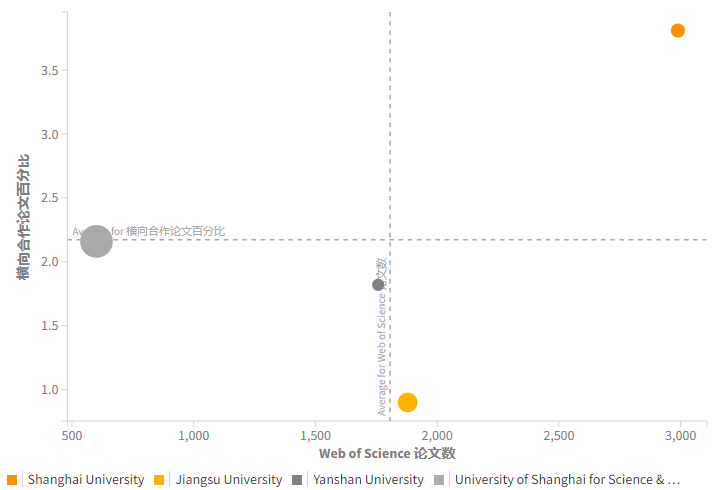 3.5
3.0
2.5
2.0
1.5
1.0
横向合作论文百分比
Average for 横向合作论文百分比
Average for Web of Science 论文数
500
1,000
1,500
2,000
2,500
3,000
Web of Science 论文数
Shanghai University
Jiangsu University
Yanshan University
University of Shanghai for Science & …